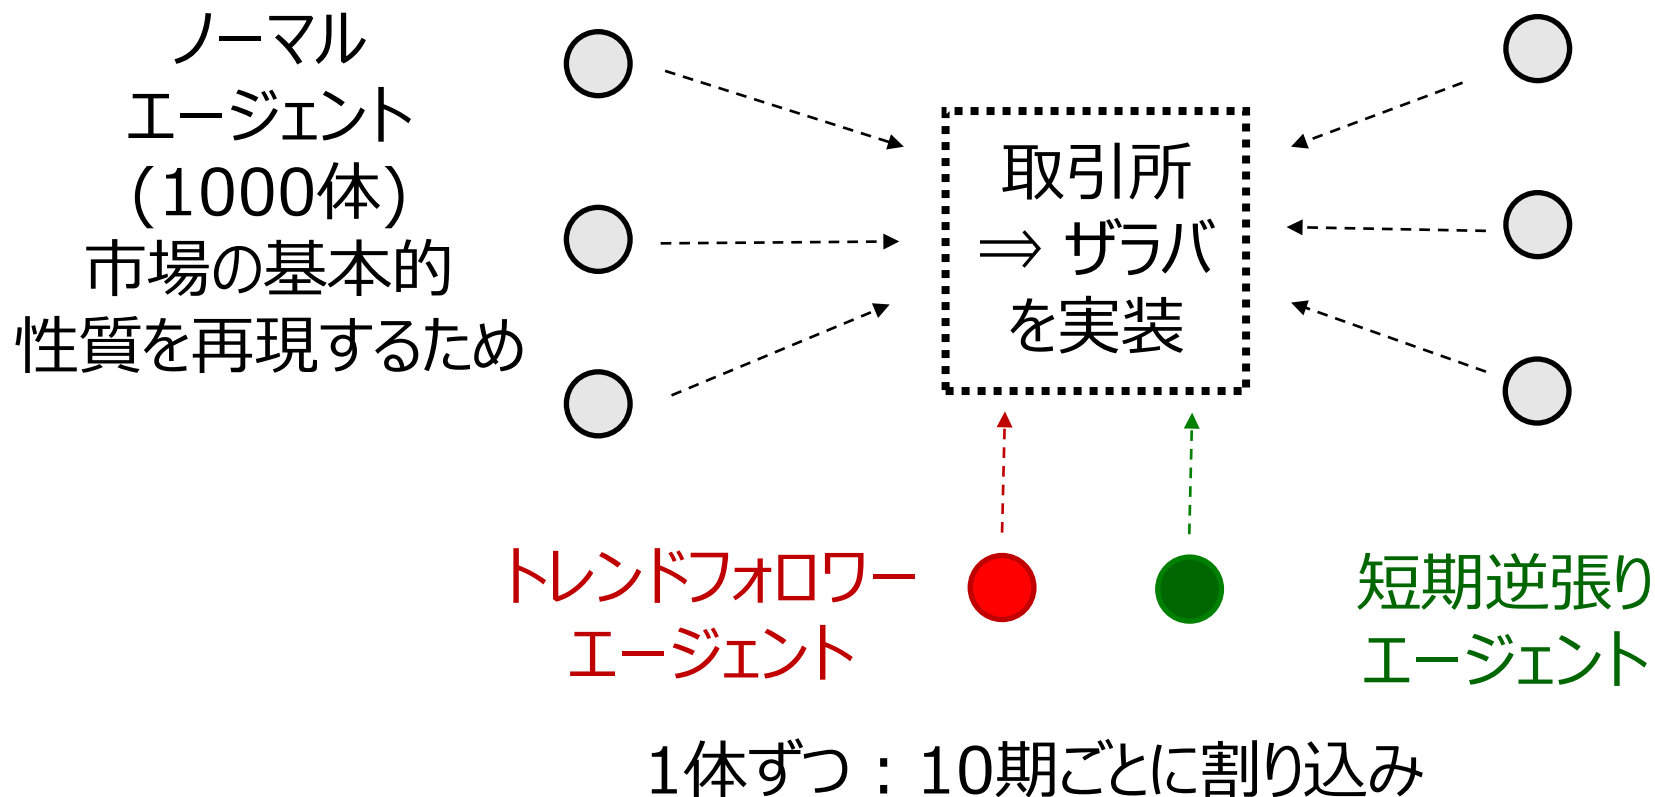 ノーマル
エージェント
(1000体)
市場の基本的
性質を再現するため
取引所
⇒ ザラバ
を実装
トレンドフォロワー
エージェント
短期逆張り
エージェント
1体ずつ：10期ごとに割り込み